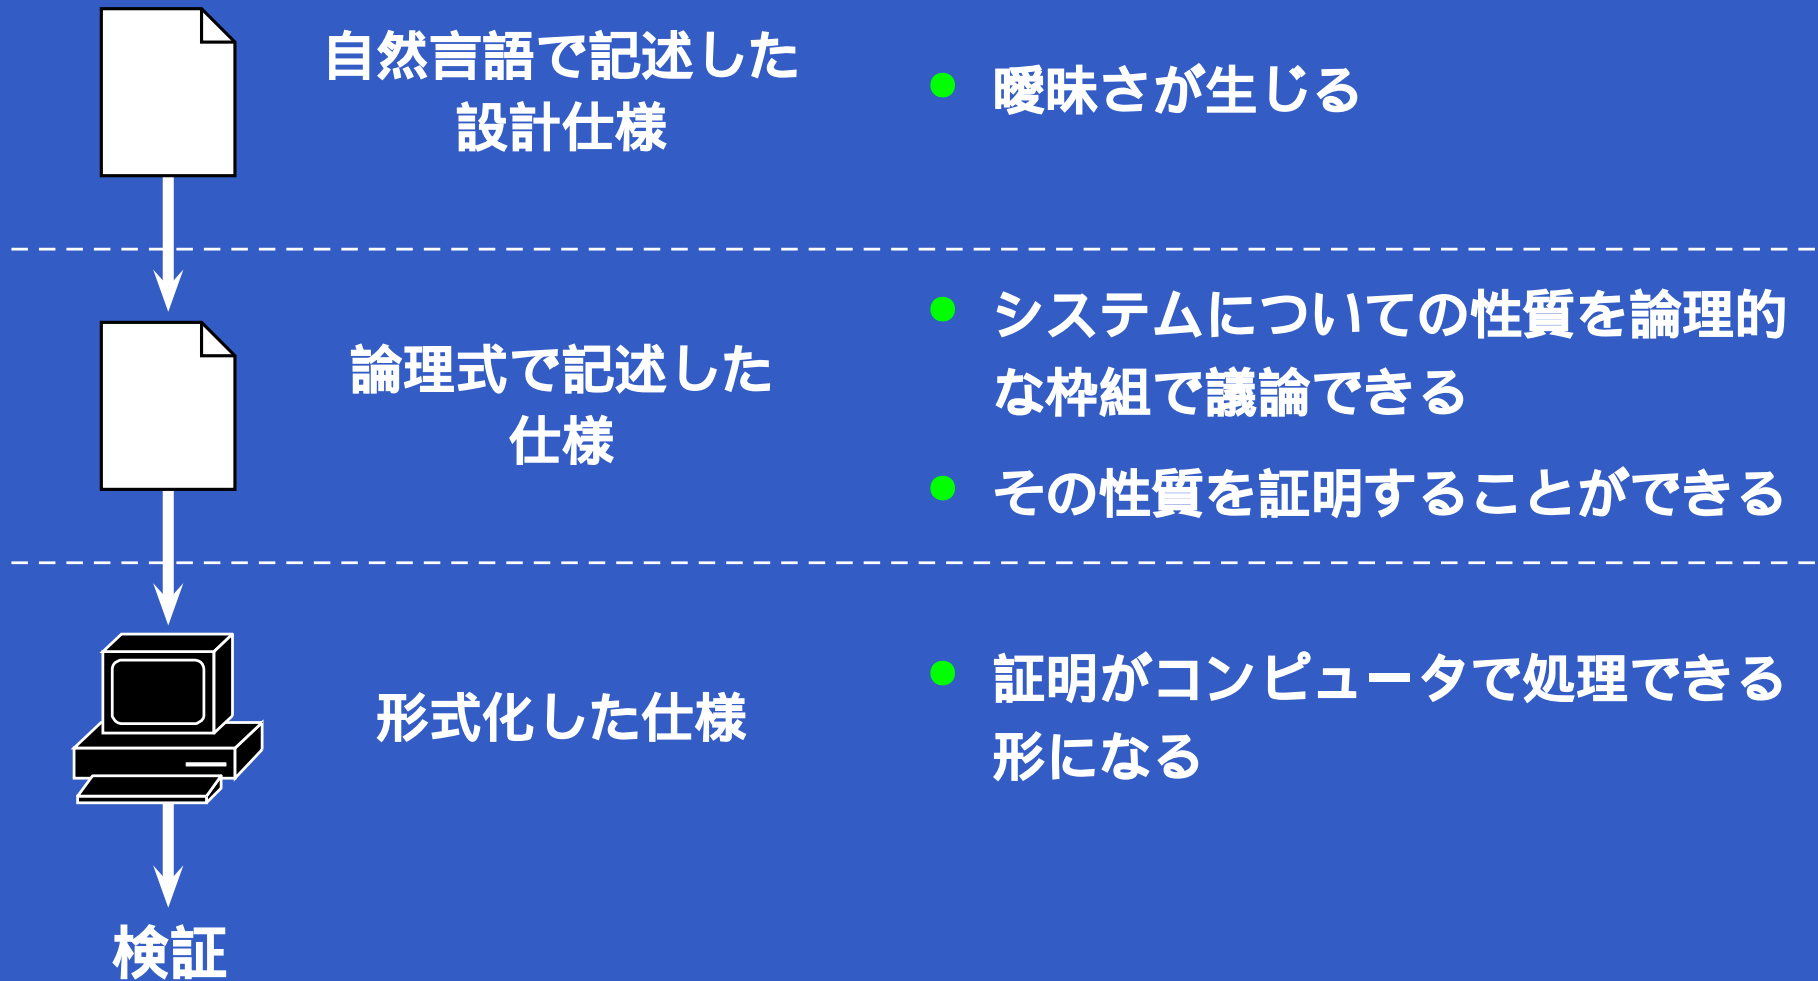 自然言語で記述した
設計仕様
曖昧さが生じる
論理式で記述した
仕様
システムについての性質を論理的
な枠組で議論できる
その性質を証明することができる
形式化した仕様
証明がコンピュータで処理できる
形になる
検証